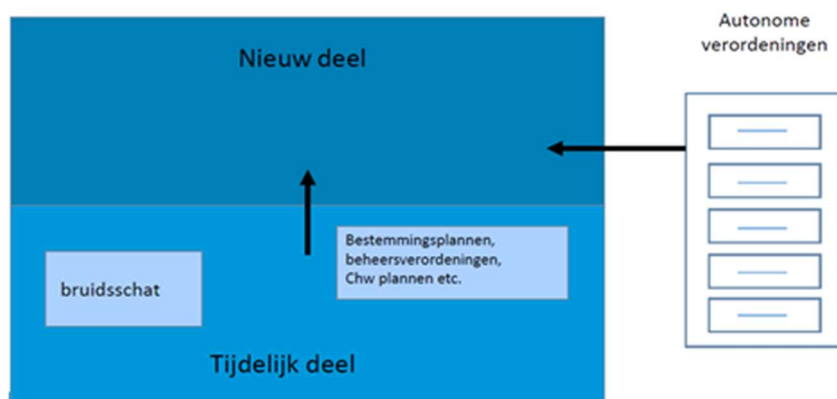 Nieuw deel
Autonome
verordeningen
Bestemmingsplannen,
beheersverordeningen,
Chw plannen etc.
bruidsschat
Tijdelijk deel